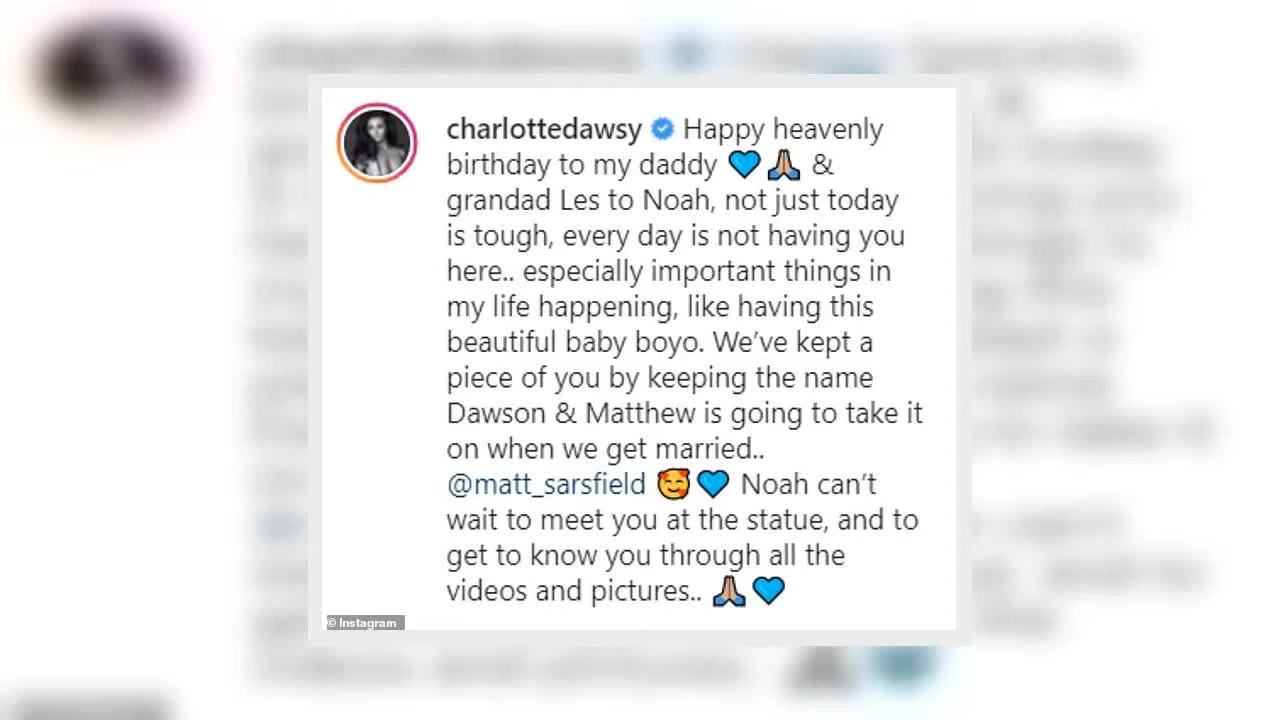 charlottedawsy Happy heavenly
birthday to my daddy 💙🙏🏼 &
grandad Les to Noah, not just today
is tough, every day is not having you
here.. especially important things in
my life happening, like having this
beautiful baby boyo. We’ve kept a
piece of you by keeping the name
Dawson & Matthew is going to take it
on when we get married..
@matt_sarsfield 🥰💙 Noah can’t
wait to meet you at the statue, and to
get to know you through all the
videos and pictures.. 🙏🏼💙
© Instagram